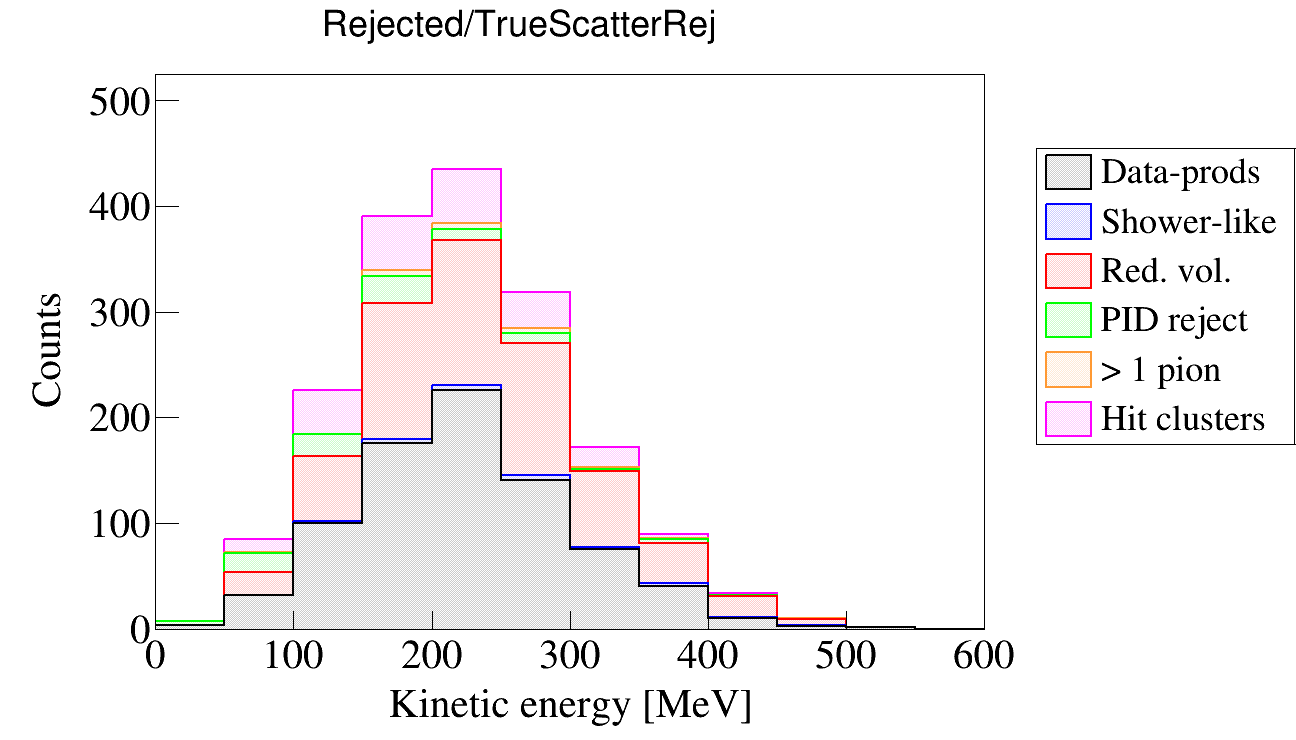 Rejected/TrueScatterRej
500
400
300
200
100
0
Counts
0 100 200 300 400 500 600
Kinetic energy [MeV]
Data-prods
Shower-like
Red. vol.
PID reject
> 1 pion
Hit clusters